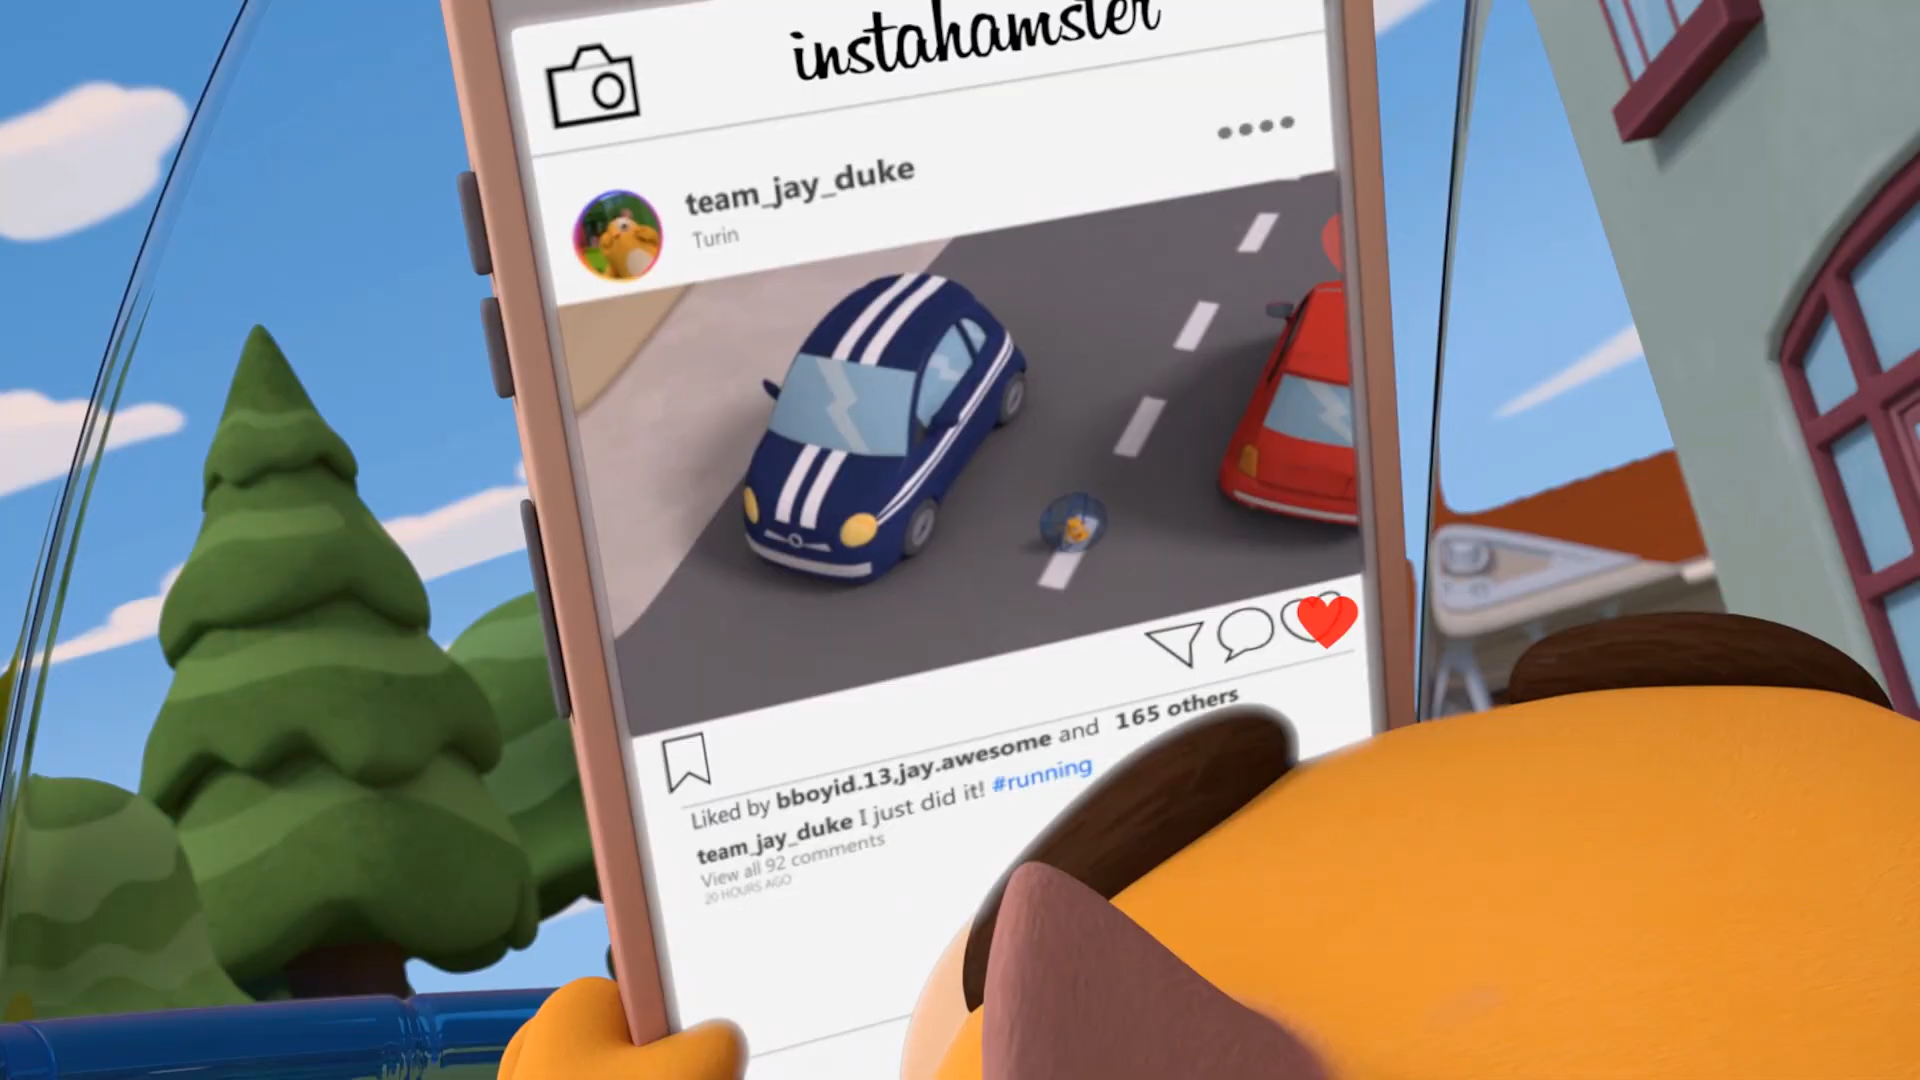 instahamster
team_jay_duke
Turin
Liked by bboyid.13,jay.awesome and 165 others
team_jay_duke I just did it! #running
View all 92 comments
20 HOURS AGO